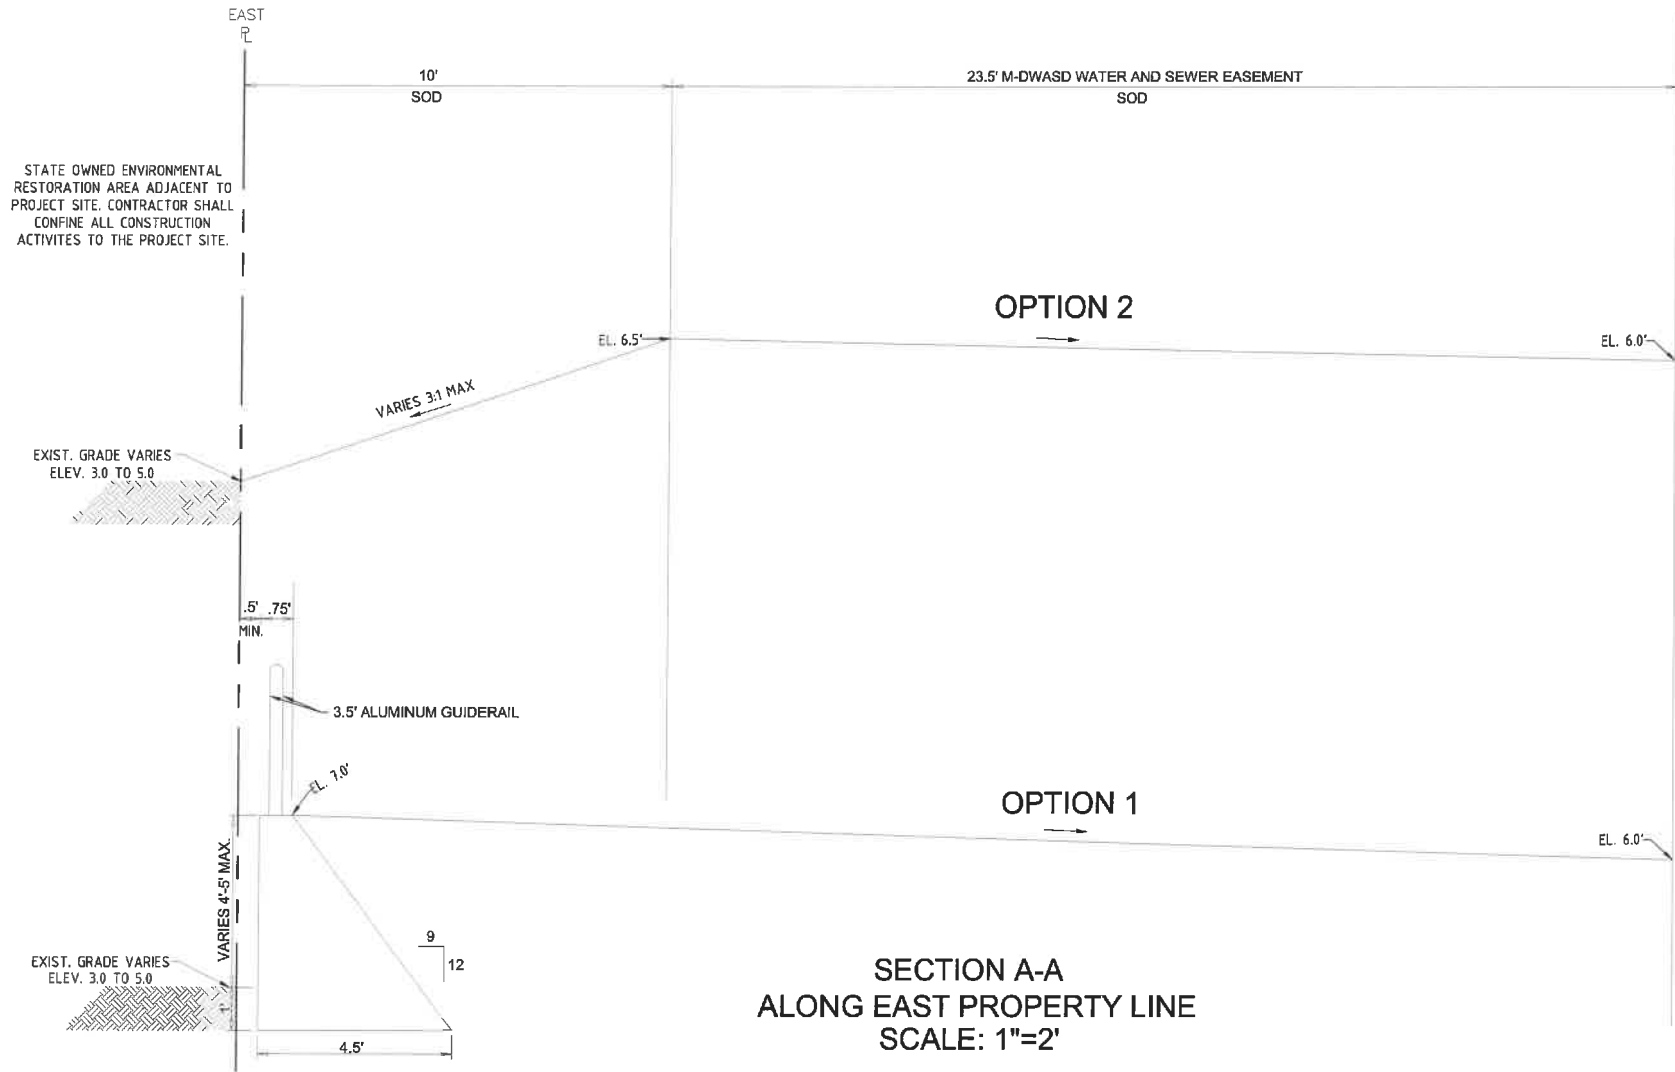 EAST
PL
10'
SOD
23.5' M-DWASD WATER AND SEWER EASEMENT
SOD
STATE OWNED ENVIRONMENTAL
RESTORATION AREA ADJACENT TO
PROJECT SITE. CONTRACTOR SHALL
CONFINE ALL CONSTRUCTION
ACTIVITES TO THE PROJECT SITE.
OPTION 2
EL. 6.5'
EL. 6.0'
VARIES 3:1 MAX
EXIST. GRADE VARIES
ELEV. 3.0 TO 5.0
.5' .75'
MIN.
3.5' ALUMINUM GUIDERAIL
EL. 7.0'
OPTION 1
EL. 6.0'
VARIES 4'-5' MAX.
9
12
EXIST. GRADE VARIES
ELEV. 3.0 TO 5.0
1'
4.5'
SECTION A-A
ALONG EAST PROPERTY LINE
SCALE: 1"=2'